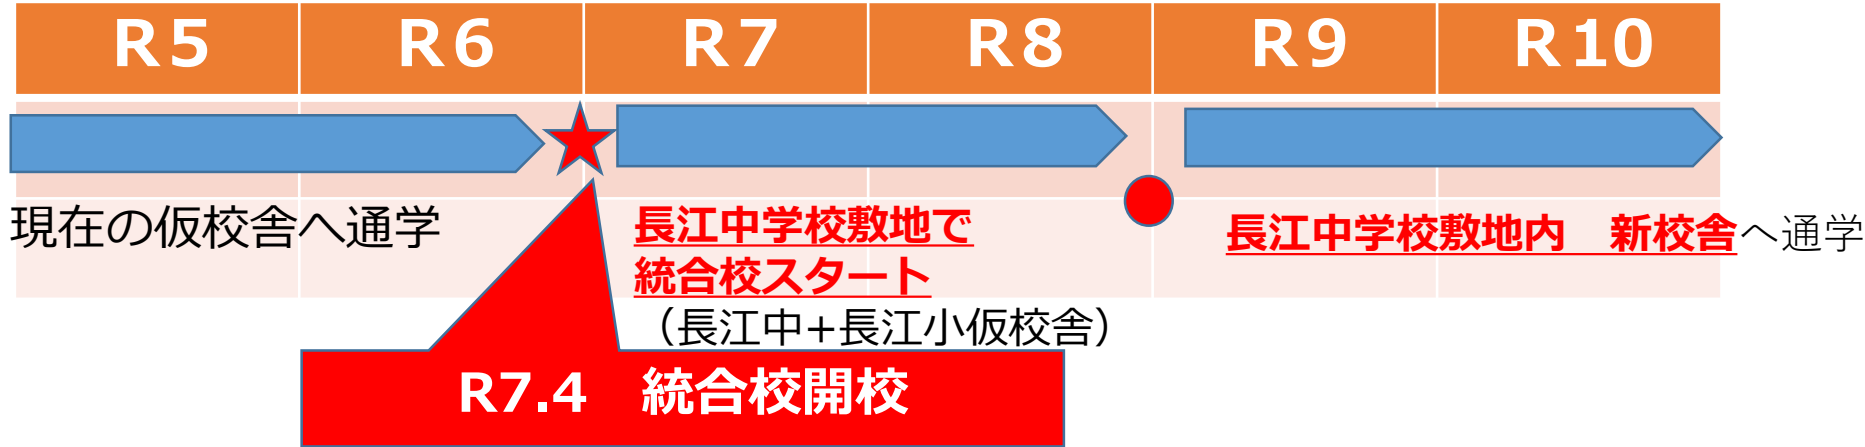 R5 R6 R7 R8 R9 R10
現在の仮校舎へ通学
長江中学校敷地で
統合校スタート
（長江中+長江小仮校舎）
長江中学校敷地内　新校舎へ通学
R7.4　統合校開校